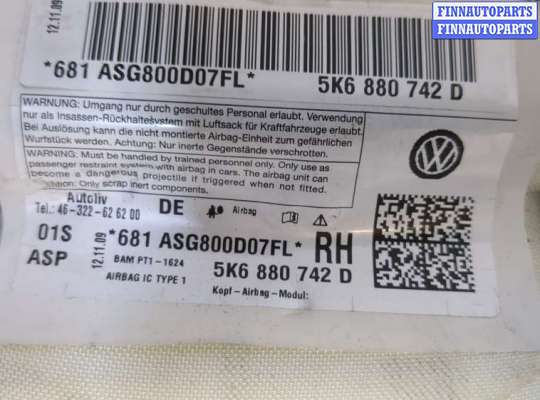 FINNAUTOPARTS
FINNAUTOPARTS
12.11.09
*681 ASG800D07FL*
5K6 880 742 D
WARNUNG: Umgang nur durch geschultes Personal erlaubt. Verwendung
nur als Insassen-Rückhaltesystem mit Luftsack für Kraftfahrzeuge erlaubt.
Bei Auslösung kann die nicht montierte Airbag-Einheit zum gefährlichen
Wurfstück werden. Achtung: Nur inerte Gegenstände verschrotten.
WARNING: Must be handled by trained personnel only. Only use as
passenger restraint system with airbag in cars. The airbag unit can
become a dangerous projectile if triggered when not fitted.
Only scrap inert components.
Autoliv
Tel.: 46-322-62 62 00
DE
Airbag
01S
ASP
12.11.09
*681 ASG800D07FL*
RH
BAM PT1-1624
5K6 880 742 D
AIRBAG IC TYPE 1
Kopf-Airbag-Modul: